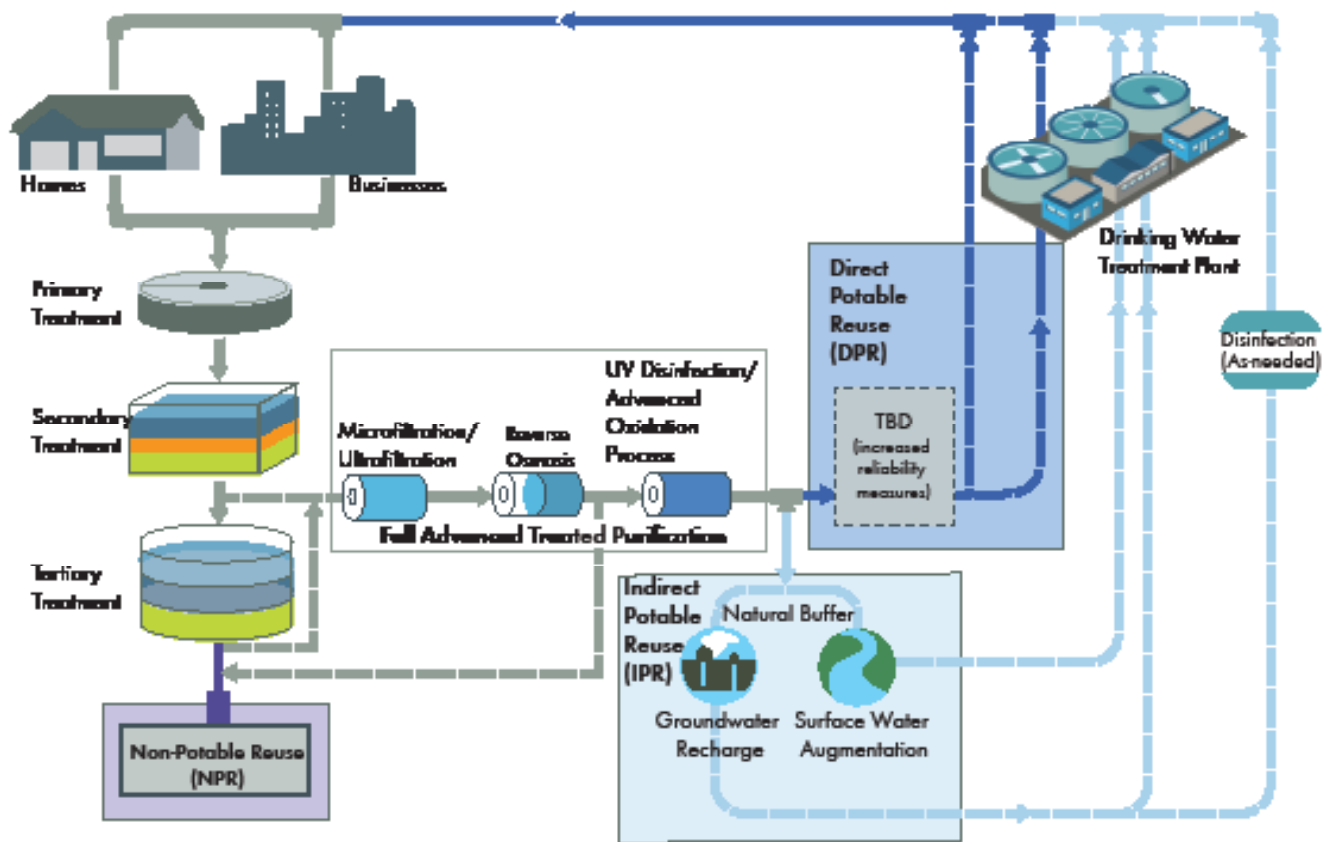 Homes
Businesses
Primary
Treatment
Secondary
Treatment
Tertiary
Treatment
Non-Potable Reuse
(NPR)
Microfiltration/
Ultrafiltration
Reverse
Osmosis
UV Disinfection/
Advanced
Oxidation
Process
Full Advanced Treated Purification
Direct
Potable
Reuse
(DPR)
TBD
(increased
reliability
measures)
Indirect
Potable
Reuse
(IPR)
Natural Buffer
Groundwater
Recharge
Surface Water
Augmentation
Drinking Water
Treatment Plant
Disinfection
(As-needed)